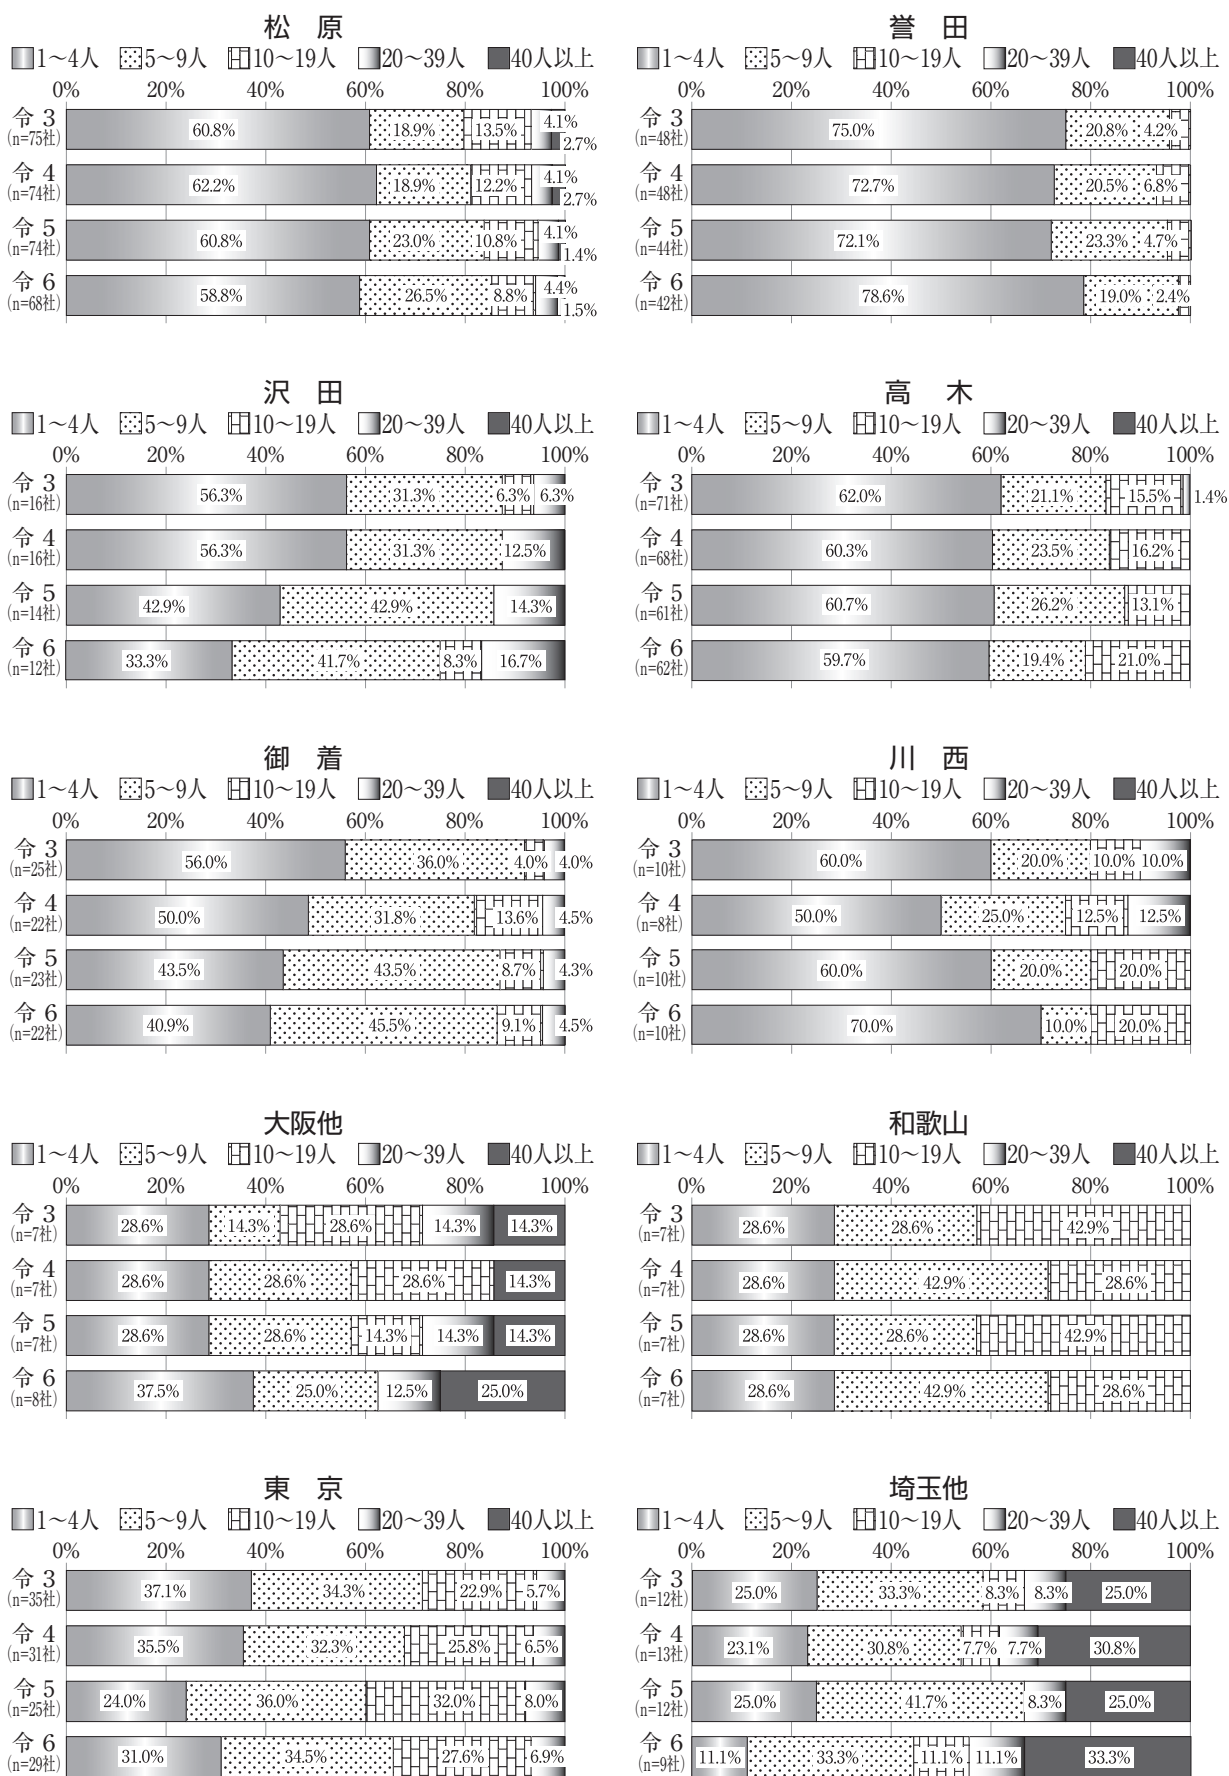 松 原
1～4人 5～9人 10～19人 20～39人 40人以上
0% 20% 40% 60% 80% 100%
令 3 60.8% 18.9% 13.5% 4.1% 2.7%
(n=75社)
令 4 62.2% 18.9% 12.2% 4.1% 2.7%
(n=74社)
令 5 60.8% 23.0% 10.8% 4.1% 1.4%
(n=74社)
令 6 58.8% 26.5% 8.8% 4.4% 1.5%
(n=68社)
誉 田
1～4人 5～9人 10～19人 20～39人 40人以上
0% 20% 40% 60% 80% 100%
令 3 75.0% 20.8% 4.2%
(n=48社)
令 4 72.7% 20.5% 6.8%
(n=48社)
令 5 72.1% 23.3% 4.7%
(n=44社)
令 6 78.6% 19.0% 2.4%
(n=42社)
沢 田
1～4人 5～9人 10～19人 20～39人 40人以上
0% 20% 40% 60% 80% 100%
令 3 56.3% 31.3% 6.3% 6.3%
(n=16社)
令 4 56.3% 31.3% 12.5%
(n=16社)
令 5 42.9% 42.9% 14.3%
(n=14社)
令 6 33.3% 41.7% 8.3% 16.7%
(n=12社)
高 木
1～4人 5～9人 10～19人 20～39人 40人以上
0% 20% 40% 60% 80% 100%
令 3 62.0% 21.1% 15.5% 1.4%
(n=71社)
令 4 60.3% 23.5% 16.2%
(n=68社)
令 5 60.7% 26.2% 13.1%
(n=61社)
令 6 59.7% 19.4% 21.0%
(n=62社)
御 着
1～4人 5～9人 10～19人 20～39人 40人以上
0% 20% 40% 60% 80% 100%
令 3 56.0% 36.0% 4.0% 4.0%
(n=25社)
令 4 50.0% 31.8% 13.6% 4.5%
(n=22社)
令 5 43.5% 43.5% 8.7% 4.3%
(n=23社)
令 6 40.9% 45.5% 9.1% 4.5%
(n=22社)
川 西
1～4人 5～9人 10～19人 20～39人 40人以上
0% 20% 40% 60% 80% 100%
令 3 60.0% 20.0% 10.0% 10.0%
(n=10社)
令 4 50.0% 25.0% 12.5% 12.5%
(n=8社)
令 5 60.0% 20.0% 20.0%
(n=10社)
令 6 70.0% 10.0% 20.0%
(n=10社)
大阪他
1～4人 5～9人 10～19人 20～39人 40人以上
0% 20% 40% 60% 80% 100%
令 3 28.6% 14.3% 28.6% 14.3% 14.3%
(n=7社)
令 4 28.6% 28.6% 28.6% 14.3%
(n=7社)
令 5 28.6% 28.6% 14.3% 14.3% 14.3%
(n=7社)
令 6 37.5% 25.0% 12.5% 25.0%
(n=8社)
和歌山
1～4人 5～9人 10～19人 20～39人 40人以上
0% 20% 40% 60% 80% 100%
令 3 28.6% 28.6% 42.9%
(n=7社)
令 4 28.6% 42.9% 28.6%
(n=7社)
令 5 28.6% 28.6% 42.9%
(n=7社)
令 6 28.6% 42.9% 28.6%
(n=7社)
東 京
1～4人 5～9人 10～19人 20～39人 40人以上
0% 20% 40% 60% 80% 100%
令 3 37.1% 34.3% 22.9% 5.7%
(n=35社)
令 4 35.5% 32.3% 25.8% 6.5%
(n=31社)
令 5 24.0% 36.0% 32.0% 8.0%
(n=25社)
令 6 31.0% 34.5% 27.6% 6.9%
(n=29社)
埼玉他
1～4人 5～9人 10～19人 20～39人 40人以上
0% 20% 40% 60% 80% 100%
令 3 25.0% 33.3% 8.3% 8.3% 25.0%
(n=12社)
令 4 23.1% 30.8% 7.7% 7.7% 30.8%
(n=13社)
令 5 25.0% 41.7% 8.3% 25.0%
(n=12社)
令 6 11.1% 33.3% 11.1% 11.1% 33.3%
(n=9社)